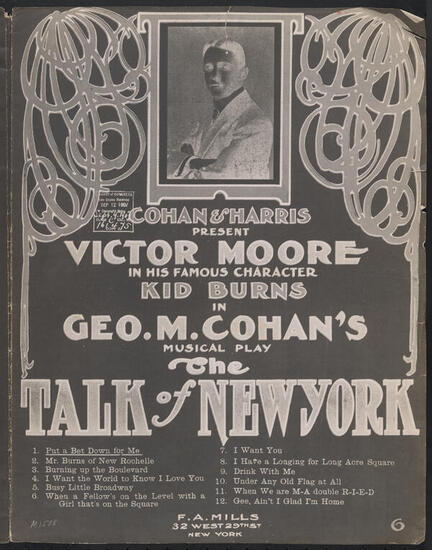 SEP 12 1907
COHAN & HARRIS
PRESENT
VICTOR MOORE
IN HIS FAMOUS CHARACTER
KID BURNS
IN
GEO. M. COHAN'S
MUSICAL PLAY
The
TALK of NEW YORK
1. Put a Bet Down for Me
2. Mr. Burns of New Rochelle
3. Burning up the Boulevard
4. I Want the World to Know I Love You
5. Busy Little Broadway
6. When a Fellow's on the Level with a
Girl that's on the Square
7. I Want You
8. I Have a Longing for Long Acre Square
9. Drink With Me
10. Under Any Old Flag at All
11. When We are M-A double R-I-E-D
12. Gee, Ain't I Glad I'm Home
F. A. MILLS
32 WEST 29TH ST
NEW YORK
6